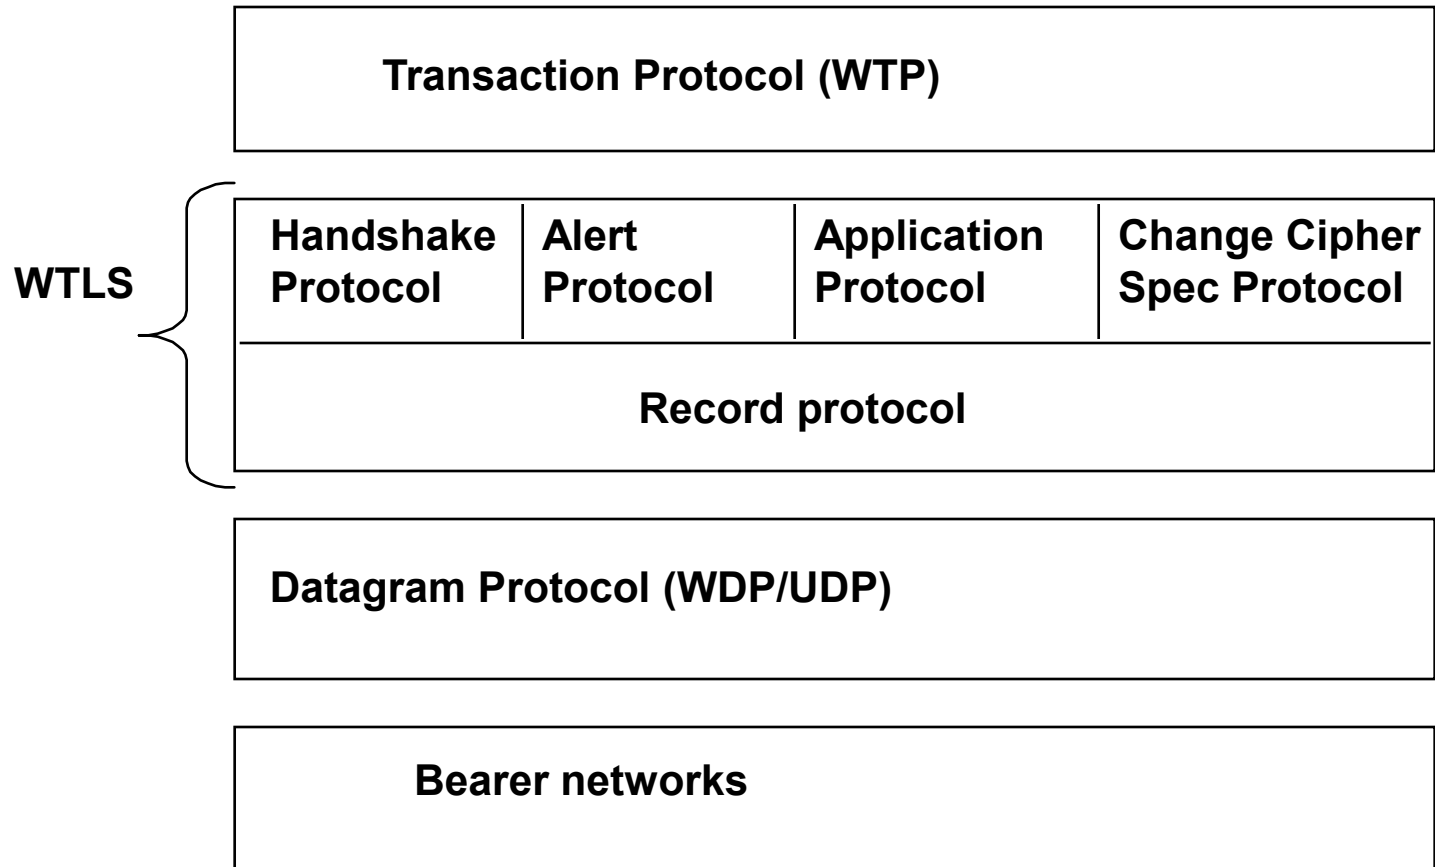 Transaction Protocol (WTP)
WTLS
Handshake
Protocol
Alert
Protocol
Application
Protocol
Change Cipher
Spec Protocol
Record protocol
Datagram Protocol (WDP/UDP)
Bearer networks